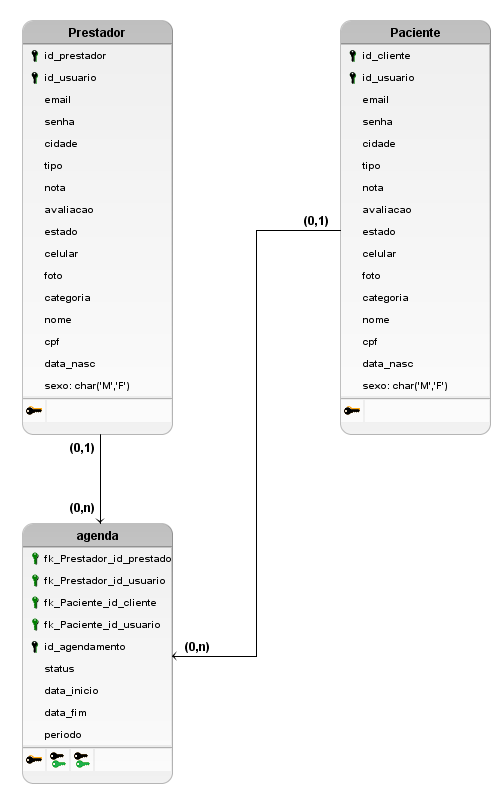 Prestador
id_prestador
id_usuario
email
senha
cidade
tipo
nota
avaliacao
estado
celular
foto
categoria
nome
cpf
data_nasc
sexo: char('M','F')
Paciente
id_cliente
id_usuario
email
senha
cidade
tipo
nota
avaliacao
estado
celular
foto
categoria
nome
cpf
data_nasc
sexo: char('M','F')
(0,1)
(0,1)
(0,n)
agenda
fk_Prestador_id_prestado
fk_Prestador_id_usuario
fk_Paciente_id_cliente
fk_Paciente_id_usuario
id_agendamento
status
data_inicio
data_fim
periodo
(0,n)